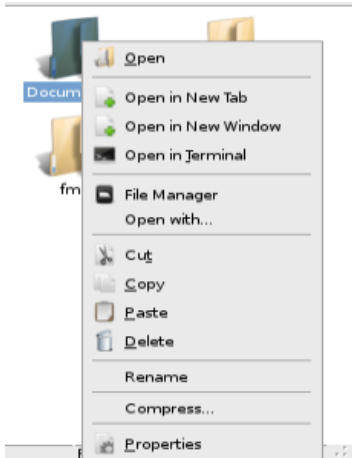 Open
Docum
Open in New Tab
Open in New Window
Open in Terminal
fm
File Manager
Open with...
Cut
Copy
Paste
Delete
Rename
Compress...
Properties